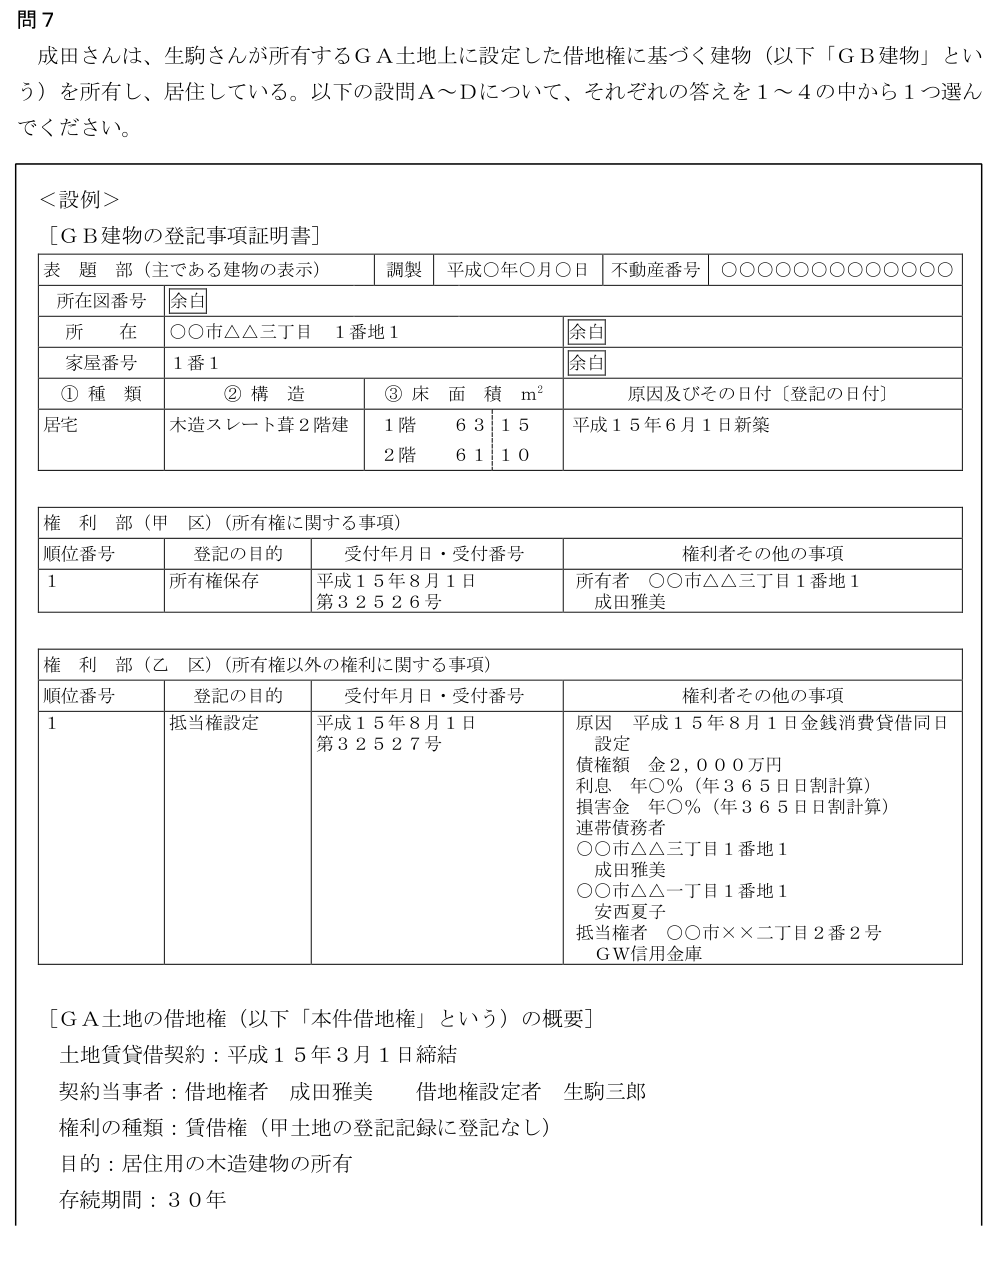 問７
成田さんは、生駒さんが所有するＧＡ土地上に設定した借地権に基づく建物（以下「ＧＢ建物」とい
う）を所有し、居住している。以下の設問Ａ～Ｄについて、それぞれの答えを１～４の中から１つ選ん
でください。
＜設例＞
［ＧＢ建物の登記事項証明書］
表　題　部（主である建物の表示）　調製　平成〇年〇月〇日　不動産番号　〇〇〇〇〇〇〇〇〇〇〇〇〇
所在図番号　余白
所　　在　〇〇市△△三丁目　１番地１　余白
家屋番号　１番１　余白
① 種　類　② 構　造　③ 床　面　積　㎡　原因及びその日付〔登記の日付〕
居宅　木造スレート葺２階建　１階　６３　１５　平成１５年６月１日新築
２階　６１　１０
権　利　部（甲　区）（所有権に関する事項）
順位番号　登記の目的　受付年月日・受付番号　権利者その他の事項
１　所有権保存　平成１５年８月１日　所有者　〇〇市△△三丁目１番地１
第３２５２６号　成田雅美
権　利　部（乙　区）（所有権以外の権利に関する事項）
順位番号　登記の目的　受付年月日・受付番号　権利者その他の事項
１　抵当権設定　平成１５年８月１日　原因　平成１５年８月１日金銭消費貸借同日
第３２５２７号　設定
債権額　金２，０００万円
利息　年〇％（年３６５日日割計算）
損害金　年〇％（年３６５日日割計算）
連帯債務者
〇〇市△△三丁目１番地１
成田雅美
〇〇市△△一丁目１番地１
安西夏子
抵当権者　〇〇市××二丁目２番２号
ＧＷ信用金庫
［ＧＡ土地の借地権（以下「本件借地権」という）の概要］
土地賃貸借契約：平成１５年３月１日締結
契約当事者：借地権者　成田雅美　　借地権設定者　生駒三郎
権利の種類：賃借権（甲土地の登記記録に登記なし）
目的：居住用の木造建物の所有
存続期間：３０年